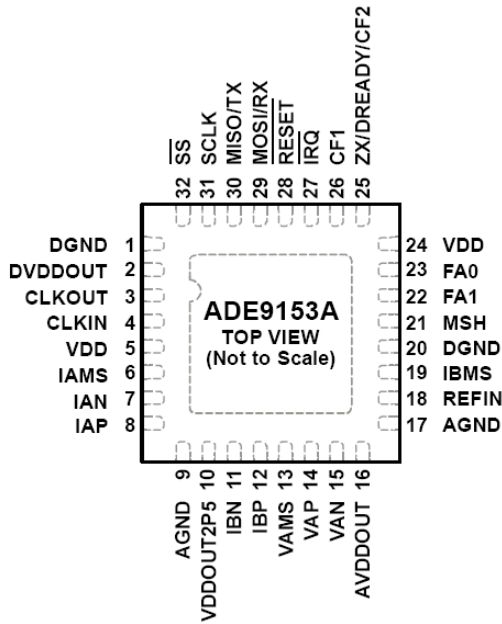 ZX/DREADY/CF2
CF1
IRQ
RESET
MOSI/RX
MISO/TX
SCLK
SS
32 31 30 29 28 27 26 25
DGND 1
DVDDOUT 2
CLKOUT 3
CLKIN 4
VDD 5
IAMS 6
IAN 7
IAP 8
ADE9153A
TOP VIEW
(Not to Scale)
24 VDD
23 FA0
22 FA1
21 MSH
20 DGND
19 IBMS
18 REFIN
17 AGND
9 10 11 12 13 14 15 16
AGND
VDDOUT2P5
IBN
IBP
VAMS
VAP
VAN
AVDDOUT